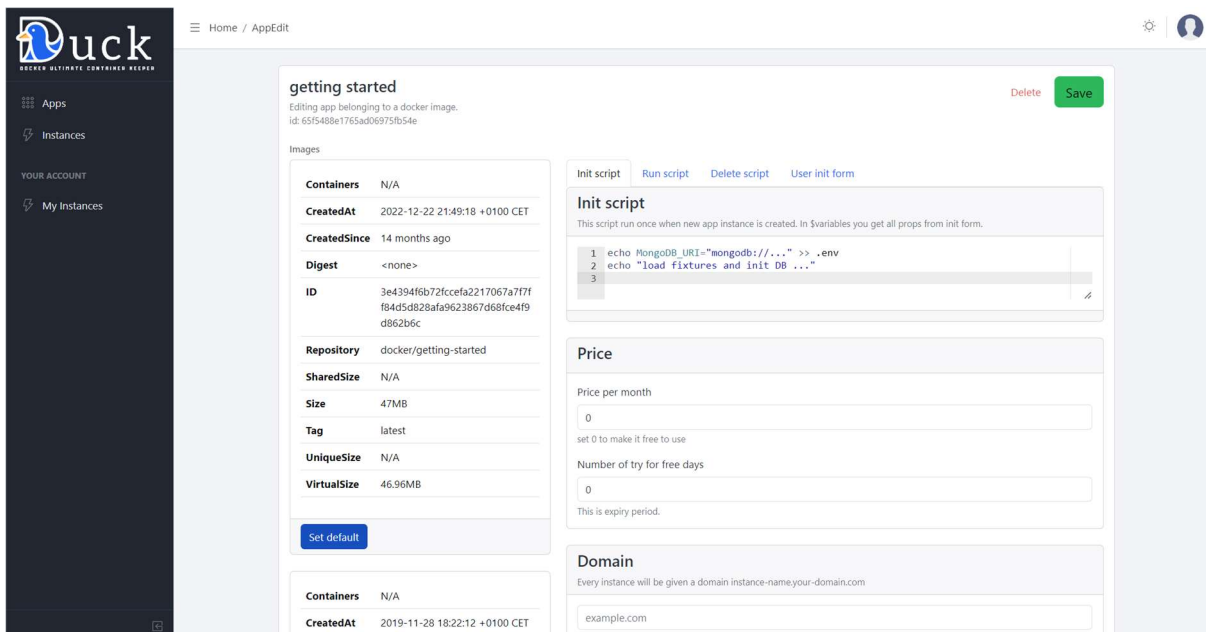 Duck
DOCKER ULTIMATE CONTAINER KEEPER
Apps
Instances
YOUR ACCOUNT
My Instances
Home / AppEdit
getting started
Editing app belonging to a docker image.
id: 65f5488e1765ad06975fb54e
Delete
Save
Images
Containers N/A
CreatedAt 2022-12-22 21:49:18 +0100 CET
CreatedSince 14 months ago
Digest <none>
ID 3e4394f6b72fccefa2217067a7f7f
f84d5d828afa9623867d68fce4f9
d862b6c
Repository docker/getting-started
SharedSize N/A
Size 47MB
Tag latest
UniqueSize N/A
VirtualSize 46.96MB
Set default
Containers N/A
CreatedAt 2019-11-28 18:22:12 +0100 CET
Init script Run script Delete script User init form
Init script
This script run once when new app instance is created. In $variables you get all props from init form.
1 echo MongoDB_URI="mongodb://..." >> .env
2 echo "load fixtures and init DB ..."
3
Price
Price per month
0
set 0 to make it free to use
Number of try for free days
0
This is expiry period.
Domain
Every instance will be given a domain instance-name.your-domain.com
example.com